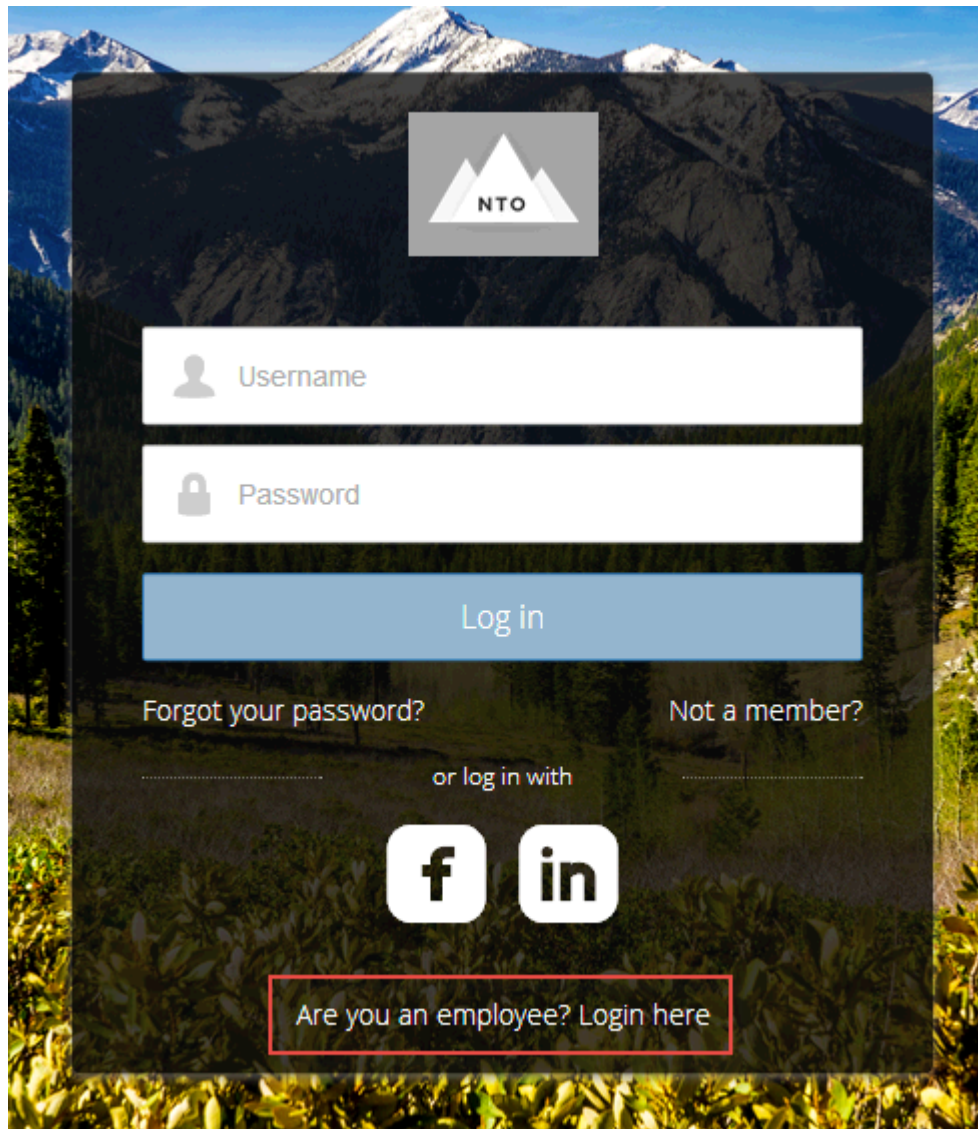 NTO
Username
Password
Log in
Forgot your password? Not a member?
or log in with
f in
Are you an employee? Login here